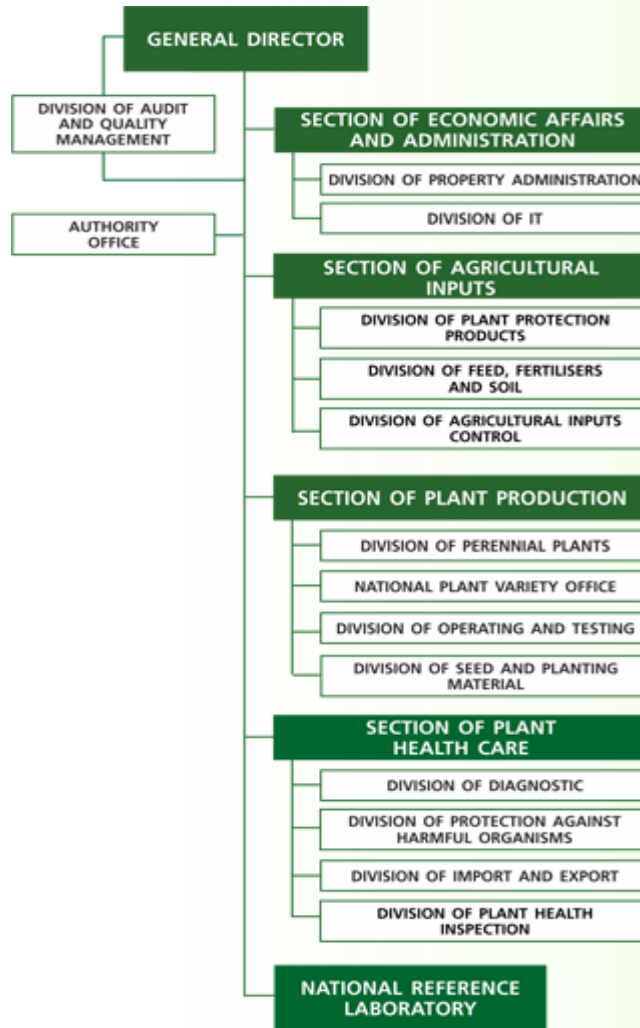 GENERAL DIRECTOR
DIVISION OF AUDIT
AND QUALITY
MANAGEMENT
AUTHORITY
OFFICE
SECTION OF ECONOMIC AFFAIRS
AND ADMINISTRATION
DIVISION OF PROPERTY ADMINISTRATION
DIVISION OF IT
SECTION OF AGRICULTURAL
INPUTS
DIVISION OF PLANT PROTECTION
PRODUCTS
DIVISION OF FEED, FERTILISERS
AND SOIL
DIVISION OF AGRICULTURAL INPUTS
CONTROL
SECTION OF PLANT PRODUCTION
DIVISION OF PERENNIAL PLANTS
NATIONAL PLANT VARIETY OFFICE
DIVISION OF OPERATING AND TESTING
DIVISION OF SEED AND PLANTING
MATERIAL
SECTION OF PLANT
HEALTH CARE
DIVISION OF DIAGNOSTIC
DIVISION OF PROTECTION AGAINST
HARMFUL ORGANISMS
DIVISION OF IMPORT AND EXPORT
DIVISION OF PLANT HEALTH
INSPECTION
NATIONAL REFERENCE
LABORATORY